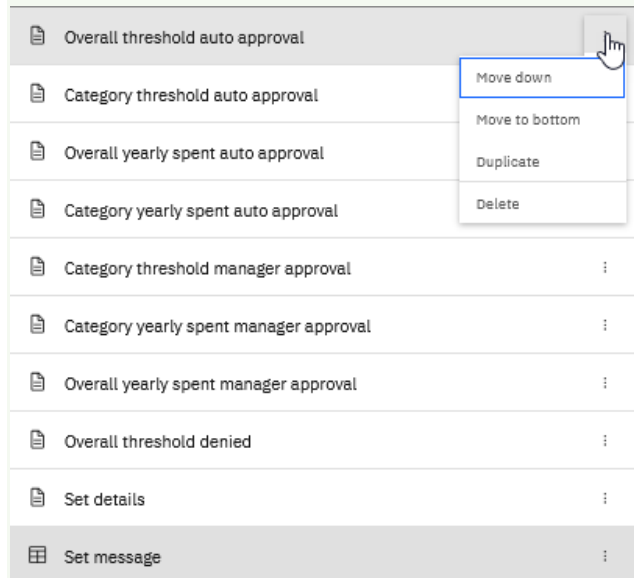 Overall threshold auto approval
Move down
Category threshold auto approval
Move to bottom
Overall yearly spent auto approval
Duplicate
Category yearly spent auto approval
Delete
Category threshold manager approval
Category yearly spent manager approval
Overall yearly spent manager approval
Overall threshold denied
Set details
Set message